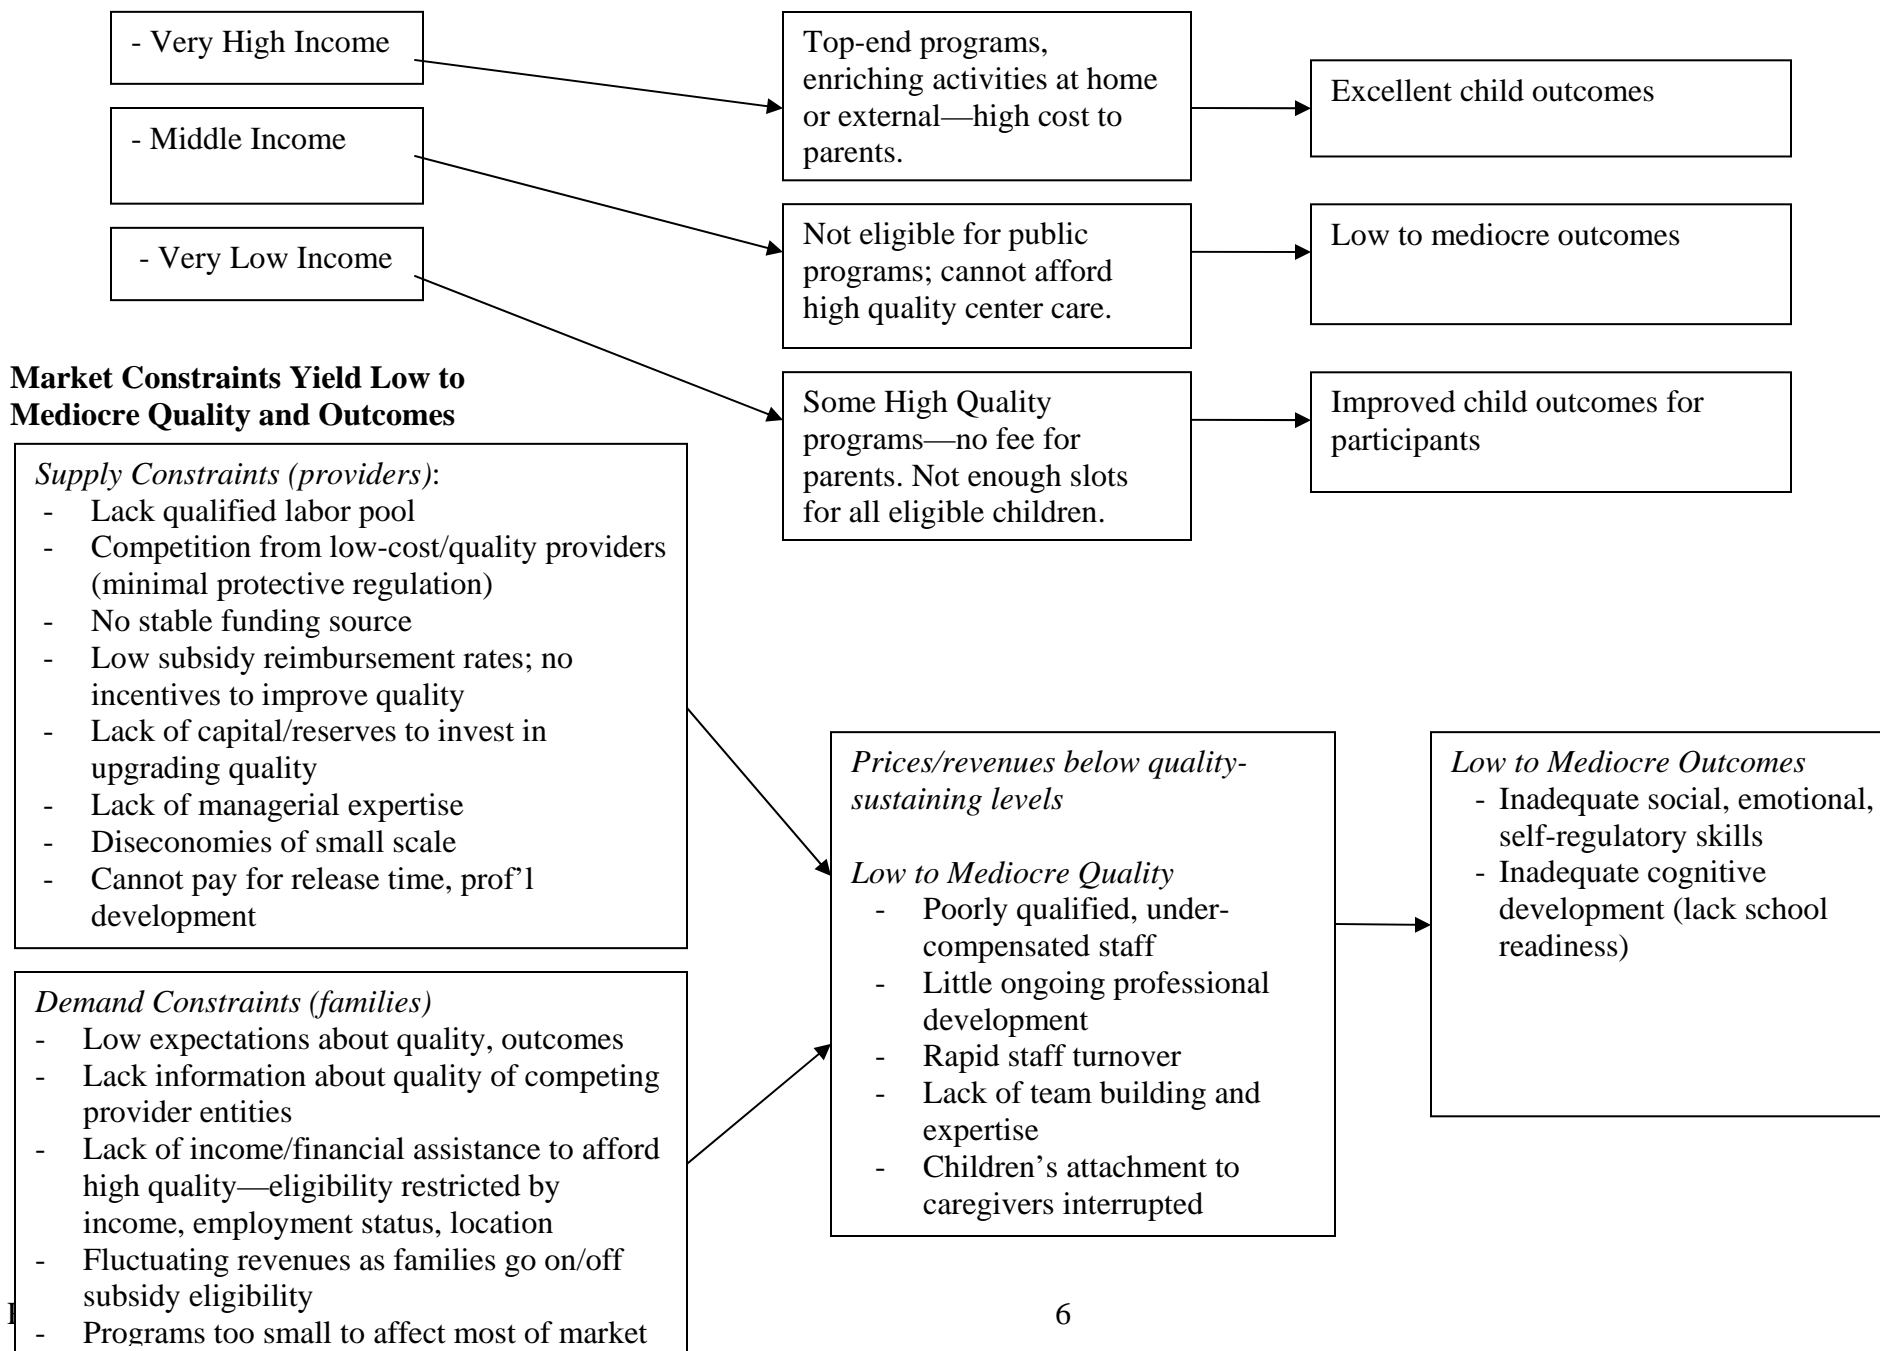 - Very High Income
- Middle Income
- Very Low Income
Top-end programs,
enriching activities at home
or external—high cost to
parents.
Excellent child outcomes
Not eligible for public
programs; cannot afford
high quality center care.
Low to mediocre outcomes
Some High Quality
programs—no fee for
parents. Not enough slots
for all eligible children.
Improved child outcomes for
participants
Market Constraints Yield Low to
Mediocre Quality and Outcomes
Supply Constraints (providers):
- Lack qualified labor pool
- Competition from low-cost/quality providers
(minimal protective regulation)
- No stable funding source
- Low subsidy reimbursement rates; no
incentives to improve quality
- Lack of capital/reserves to invest in
upgrading quality
- Lack of managerial expertise
- Diseconomies of small scale
- Cannot pay for release time, prof’l
development
Demand Constraints (families)
- Low expectations about quality, outcomes
- Lack information about quality of competing
provider entities
- Lack of income/financial assistance to afford
high quality—eligibility restricted by
income, employment status, location
- Fluctuating revenues as families go on/off
subsidy eligibility
- Programs too small to affect most of market
Prices/revenues below quality-
sustaining levels
Low to Mediocre Quality
- Poorly qualified, under-
compensated staff
- Little ongoing professional
development
- Rapid staff turnover
- Lack of team building and
expertise
- Children’s attachment to
caregivers interrupted
Low to Mediocre Outcomes
- Inadequate social, emotional,
self-regulatory skills
- Inadequate cognitive
development (lack school
readiness)
6